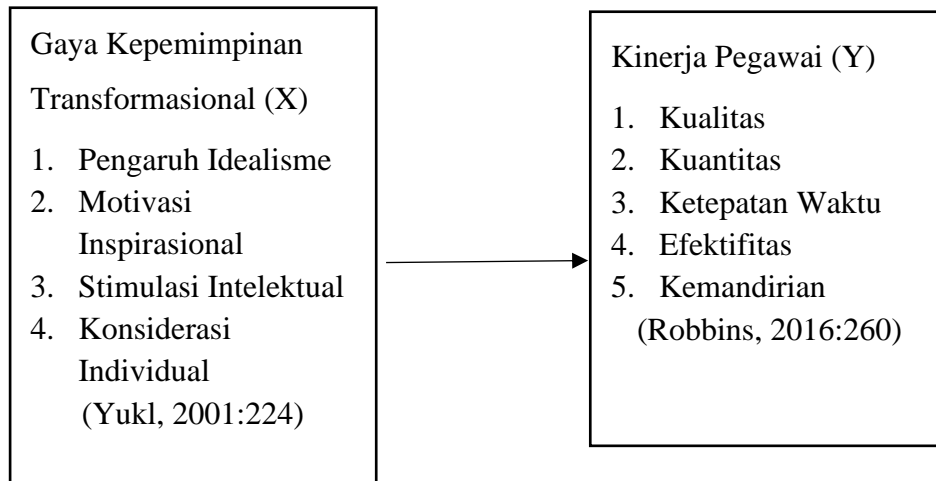 Gaya Kepemimpinan
Transformasional (X)
1. Pengaruh Idealisme
2. Motivasi
Inspirasional
3. Stimulasi Intelektual
4. Konsiderasi
Individual
(Yukl, 2001:224)
Kinerja Pegawai (Y)
1. Kualitas
2. Kuantitas
3. Ketepatan Waktu
4. Efektifitas
5. Kemandirian
(Robbins, 2016:260)